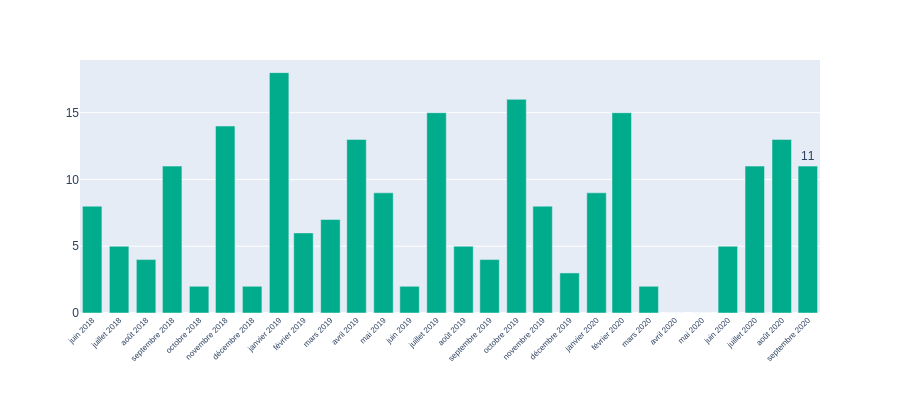 15
10
5
0
11
juin 2018
juillet 2018
août 2018
septembre 2018
octobre 2018
novembre 2018
décembre 2018
janvier 2019
février 2019
mars 2019
avril 2019
mai 2019
juin 2019
juillet 2019
août 2019
septembre 2019
octobre 2019
novembre 2019
décembre 2019
janvier 2020
février 2020
mars 2020
avril 2020
mai 2020
juin 2020
juillet 2020
août 2020
septembre 2020